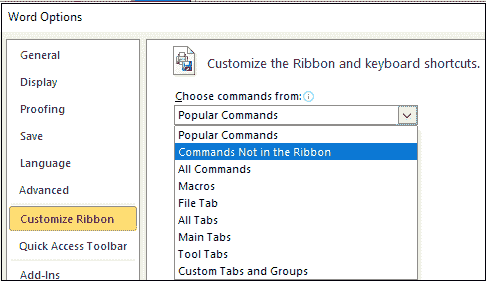 Word Options
General
Display
Proofing
Save
Language
Advanced
Customize Ribbon
Quick Access Toolbar
Add-Ins
Customize the Ribbon and keyboard shortcuts.
Choose commands from:
Popular Commands
Popular Commands
Commands Not in the Ribbon
All Commands
Macros
File Tab
All Tabs
Main Tabs
Tool Tabs
Custom Tabs and Groups